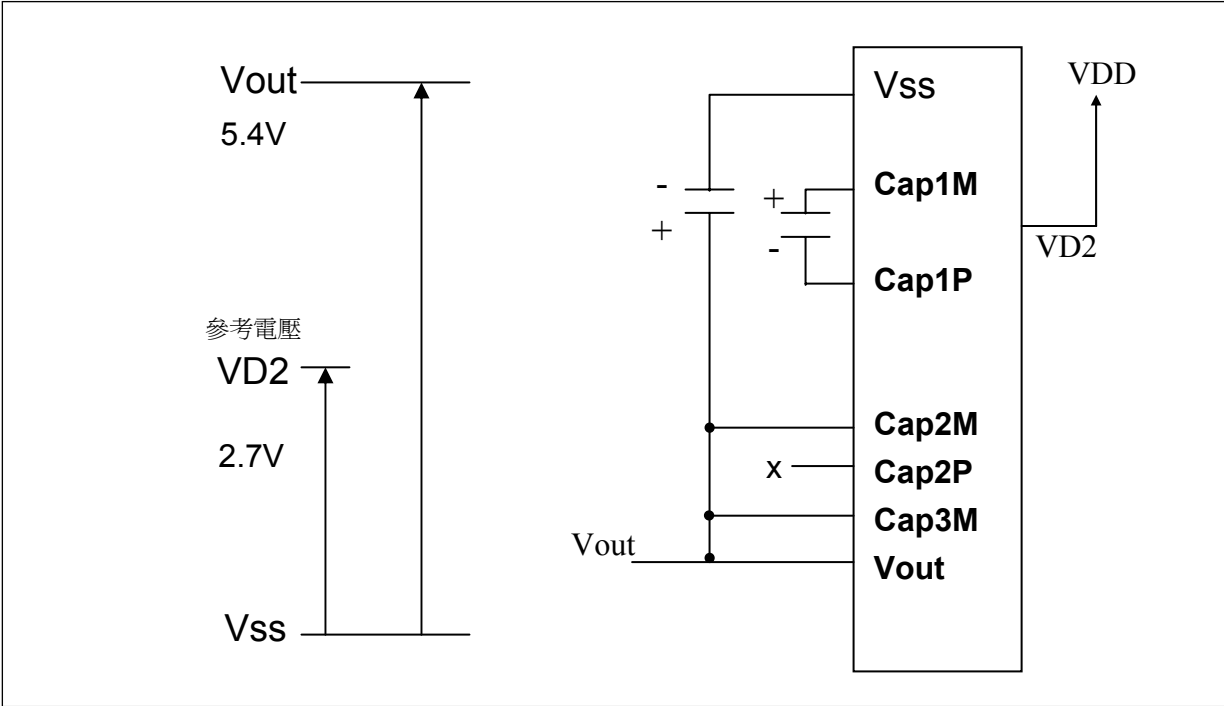 Vout
5.4V
參考電壓
VD2
2.7V
Vss
Vss
VDD
-
+
+
-
Cap1M
VD2
Cap1P
Cap2M
x
Cap2P
Cap3M
Vout
Vout